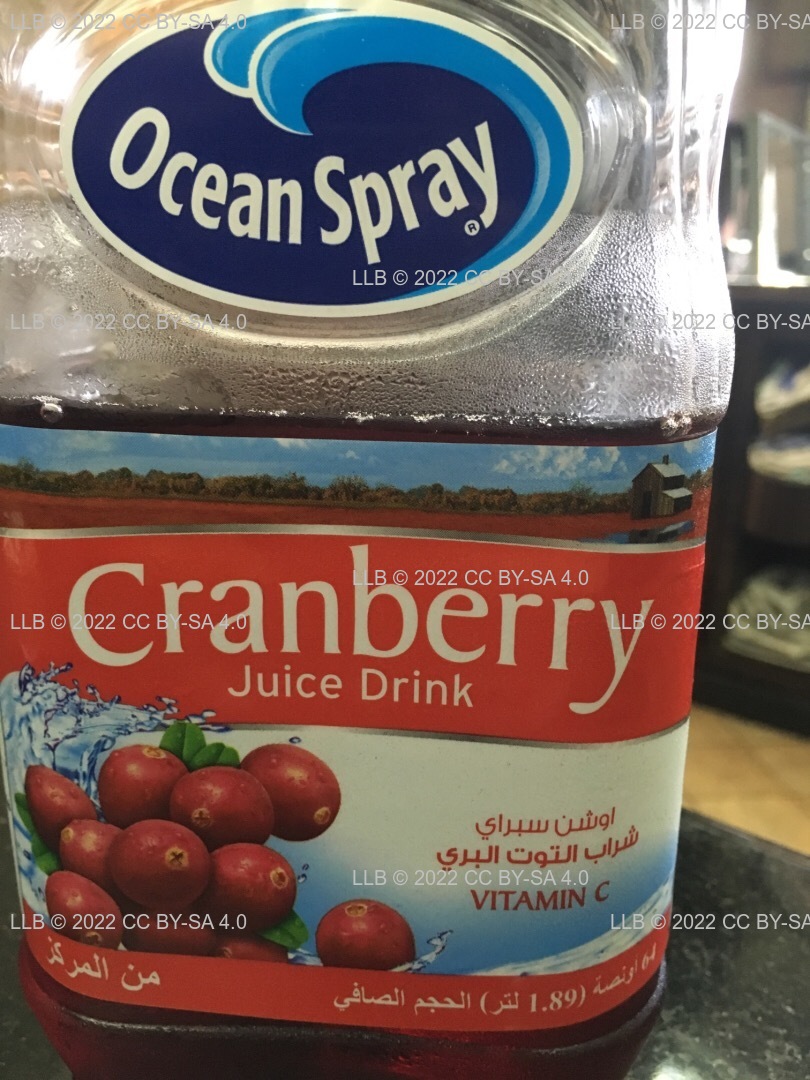 Ocean Spray®
Cranberry
Juice Drink
اوشن سبراي
شراب التوت البري
VITAMIN C
من المركز
64 أونصة (1.89 لتر) الحجم الصافي
LLB © 2022 CC BY-SA 4.0